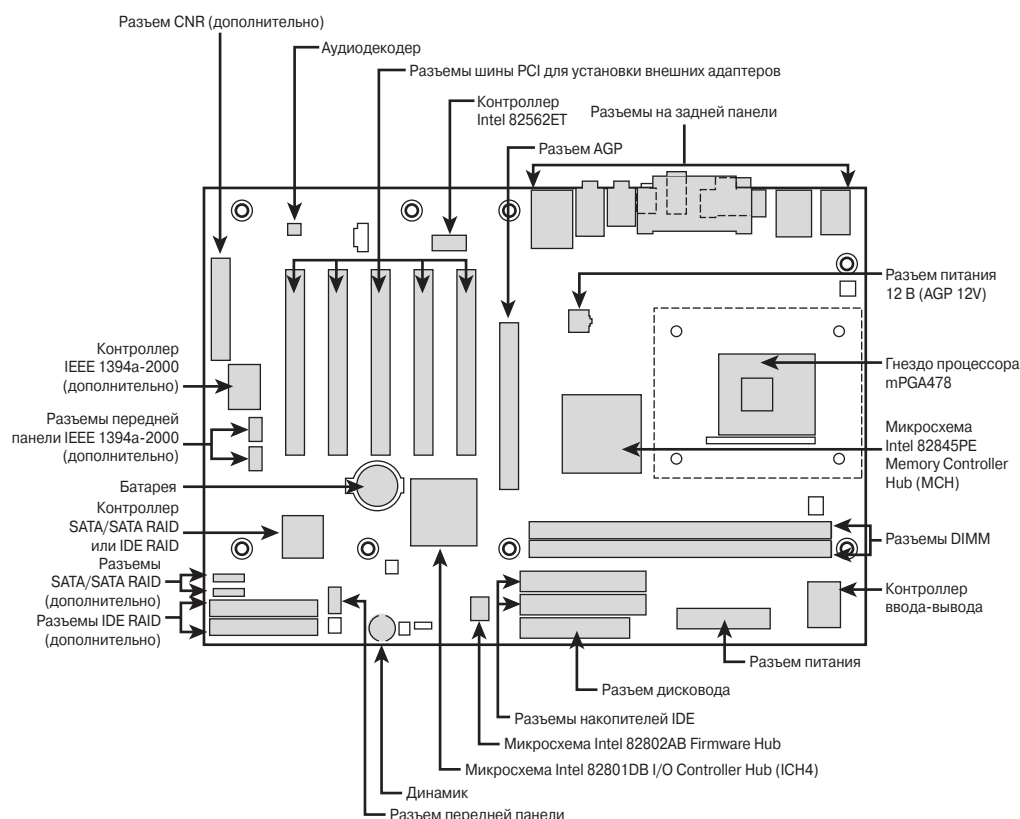 Разъем CNR (дополнительно)
Аудиодекодер
Разъемы шины PCI для установки внешних адаптеров
Контроллер
Intel 82562ET
Разъемы на задней панели
Разъем AGP
Разъем питания
12 В (AGP 12V)
Гнездо процессора
mPGA478
Микросхема
Intel 82845PE
Memory Controller
Hub (MCH)
Разъемы DIMM
Контроллер
ввода-вывода
Контроллер
IEEE 1394a-2000
(дополнительно)
Разъемы передней
панели IEEE 1394a-2000
(дополнительно)
Батарея
Контроллер
SATA/SATA RAID
или IDE RAID
Разъемы
SATA/SATA RAID
(дополнительно)
Разъемы IDE RAID
(дополнительно)
Разъем питания
Разъем дисковода
Разъемы накопителей IDE
Микросхема Intel 82802AB Firmware Hub
Микросхема Intel 82801DB I/O Controller Hub (ICH4)
Динамик
Разъем передней панели